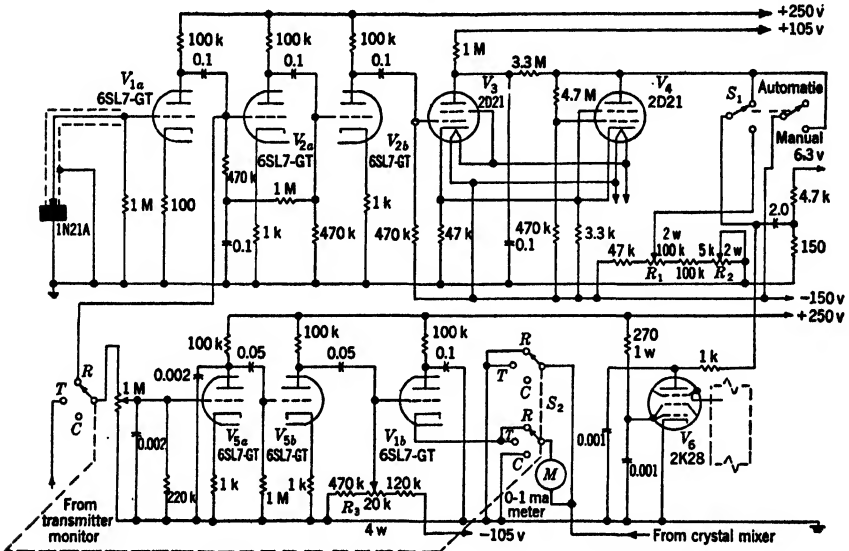 +250 v
+105 v
100 k
100 k
100 k
1 M
3.3 M
0.1
0.1
0.1
V1a
6SL7-GT
V3
2D21
4.7 M
V4
2D21
S1
Automatic
Manual
6.3 v
V2a
6SL7-GT
V2b
6SL7-GT
470 k
1 M
1N21A
1 M
100
0.1
1 k
470 k
1 k
470 k
47 k
470 k
0.1
3.3 k
2.0
4.7 k
150
47 k
2 w
100 k
R1
100 k
5 k
2 w
R2
-150 v
+250 v
100 k
100 k
100 k
0.05
0.05
0.1
270
1 w
1 k
R
T
C
1 M
0.002
0.002
V5a
6SL7-GT
V5b
6SL7-GT
V1b
6SL7-GT
R
T
C
S2
R
T
C
M
0-1 ma
meter
0.001
0.001
V6
2K28
220 k
1 k
1 M
1 k
470 k
R3
20 k
120 k
4 w
-105 v
From
transmitter
monitor
From crystal mixer